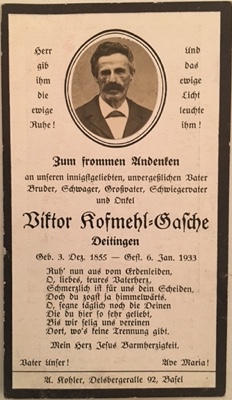 Herr
gib
ihm
die
ewige
Ruhe!
Und
das
ewige
Licht
leuchte
ihm!
Zum frommen Andenken
an unseren innigstgeliebten, unvergeßlichen Vater
Bruder, Schwager, Großvater, Schwiegervater
und Onkel
Viktor Kofmehl-Gasche
Deitingen
Geb. 3. Dez. 1855 — Gest. 6. Jan. 1933
Ruh' nun aus vom Erdenleiden,
O, liebes, teures Vaterherz,
Schmerzlich ist für uns dein Scheiden,
Doch du zogst ja himmelwärts.
O, segne täglich noch die Deinen
Die du hier so sehr geliebt,
Bis wir selig uns vereinen
Dort, wo's keine Trennung gibt.
Mein Herz Jesus Barmherzigkeit.
Vater Unser!
Ave Maria!
A. Kohler, Delsbergeralle 92, Basel